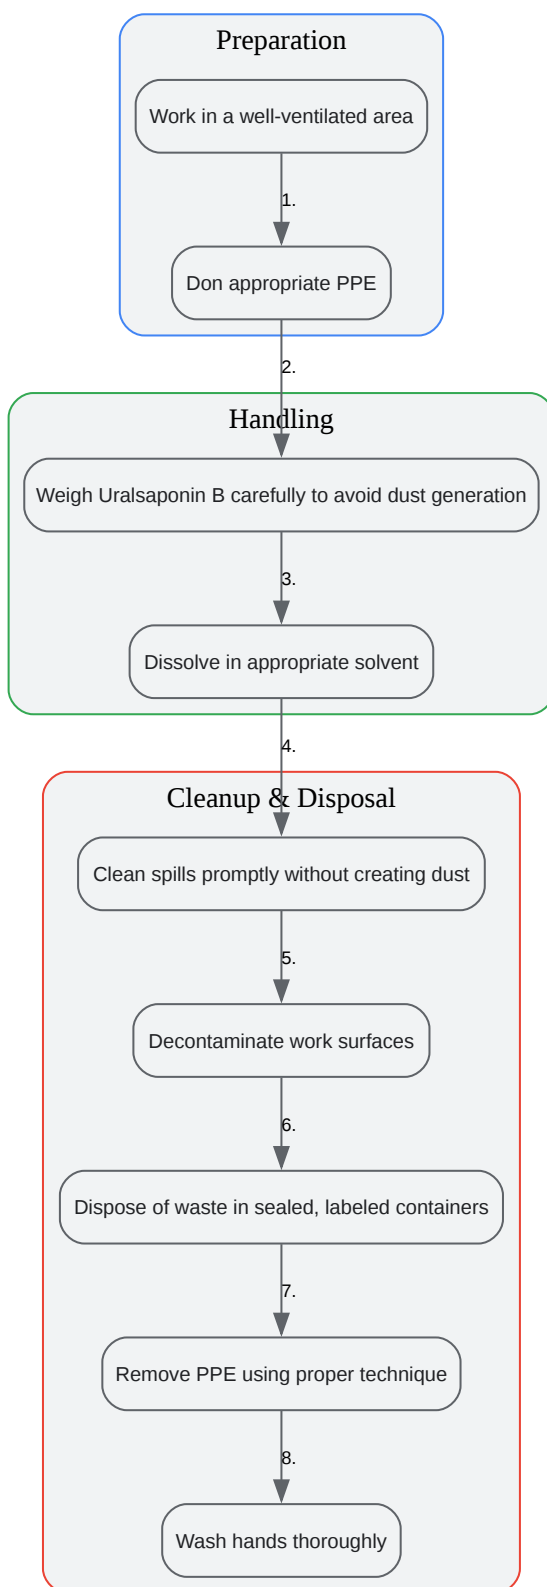 Preparation
Work in a well-ventilated area
1.
Don appropriate PPE
2.
Handling
Weigh Uralsaponin B carefully to avoid dust generation
3.
Dissolve in appropriate solvent
4.
Cleanup & Disposal
Clean spills promptly without creating dust
5.
Decontaminate work surfaces
6.
Dispose of waste in sealed, labeled containers
7.
Remove PPE using proper technique
8.
Wash hands thoroughly